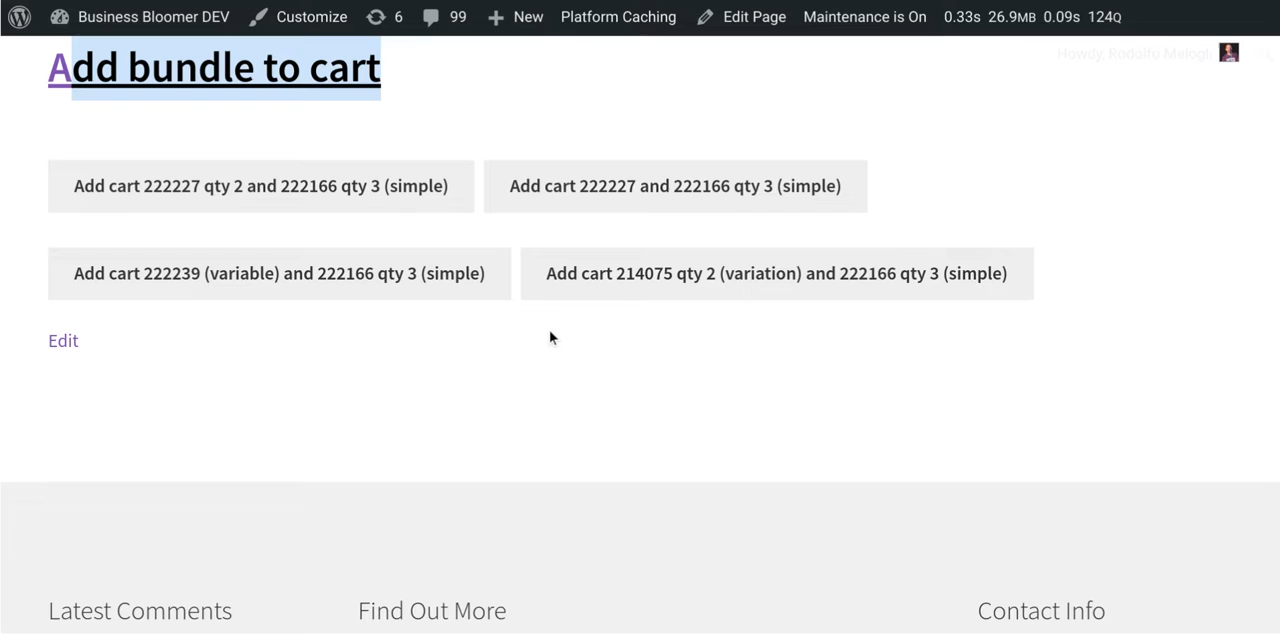 Business Bloomer DEV Customize 6 99 New Platform Caching Edit Page Maintenance is On 0.33s 26.9MB 0.09s 124Q
Howdy, Rodolfo Melogli
Add bundle to cart
Add cart 222227 qty 2 and 222166 qty 3 (simple) Add cart 222227 and 222166 qty 3 (simple)
Add cart 222239 (variable) and 222166 qty 3 (simple) Add cart 214075 qty 2 (variation) and 222166 qty 3 (simple)
Edit
Latest Comments Find Out More Contact Info